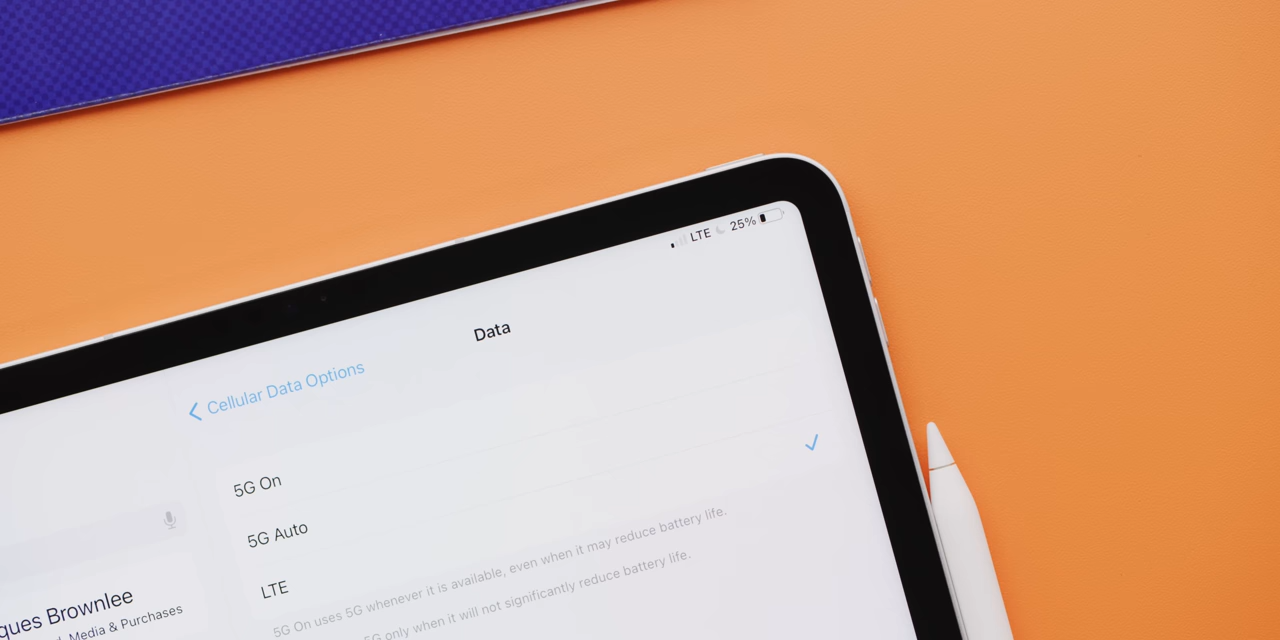 LTE 25%
Data
Cellular Data Options
5G On
5G Auto
LTE
5G On uses 5G whenever it is available, even when it may reduce battery life.
5G only when it will not significantly reduce battery life.
Brownlee
Media & Purchases